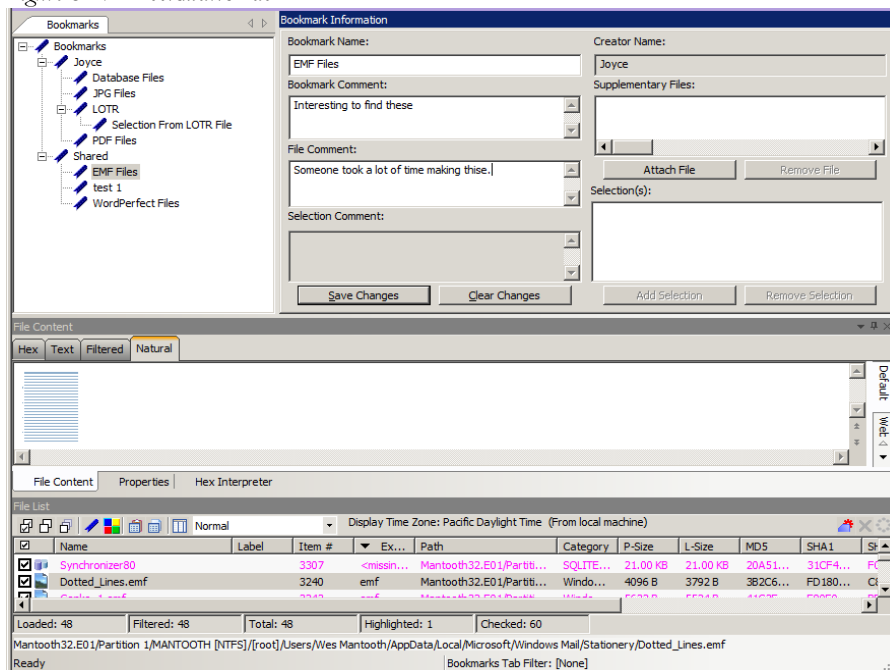 Bookmarks
Bookmark Information
Bookmarks
Joyce
Database Files
JPG Files
LOTR
Selection From LOTR File
PDF Files
Shared
EMF Files
test 1
WordPerfect Files
Bookmark Name:
EMF Files
Bookmark Comment:
Interesting to find these
File Comment:
Someone took a lot of time making thise.
Selection Comment:
Save Changes Clear Changes
Creator Name:
Joyce
Supplementary Files:
Attach File Remove File
Selection(s):
Add Selection Remove Selection
File Content
Hex Text Filtered Natural
Default
Web
File Content Properties Hex Interpreter
File List
Normal Display Time Zone: Pacific Daylight Time (From local machine)
Name Label Item # Ex... Path Category P-Size L-Size MD5 SHA1
Synchronizer80 3307 <missin... Mantooth32.E01/Partiti... SQLITE... 21.00 KB 21.00 KB 20A51... 31CF4...
Dotted_Lines.emf 3240 emf Mantooth32.E01/Partiti... Windo... 4096 B 3792 B 3B2C6... FD180...
Loaded: 48 Filtered: 48 Total: 48 Highlighted: 1 Checked: 60
Mantooth32.E01/Partition 1/MANTOOTH [NTFS]/[root]/Users/Wes Mantooth/AppData/Local/Microsoft/Windows Mail/Stationery/Dotted_Lines.emf
Ready Bookmarks Tab Filter: [None]